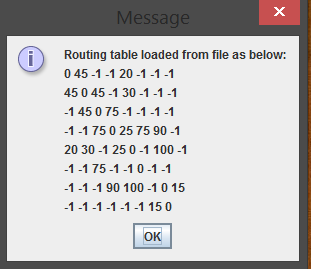 Message
Routing table loaded from file as below:
0 45 -1 -1 20 -1 -1 -1
45 0 45 -1 30 -1 -1 -1
-1 45 0 75 -1 -1 -1 -1
-1 -1 75 0 25 75 90 -1
20 30 -1 25 0 -1 100 -1
-1 -1 75 -1 -1 0 -1 -1
-1 -1 -1 90 100 -1 0 15
-1 -1 -1 -1 -1 -1 15 0
OK